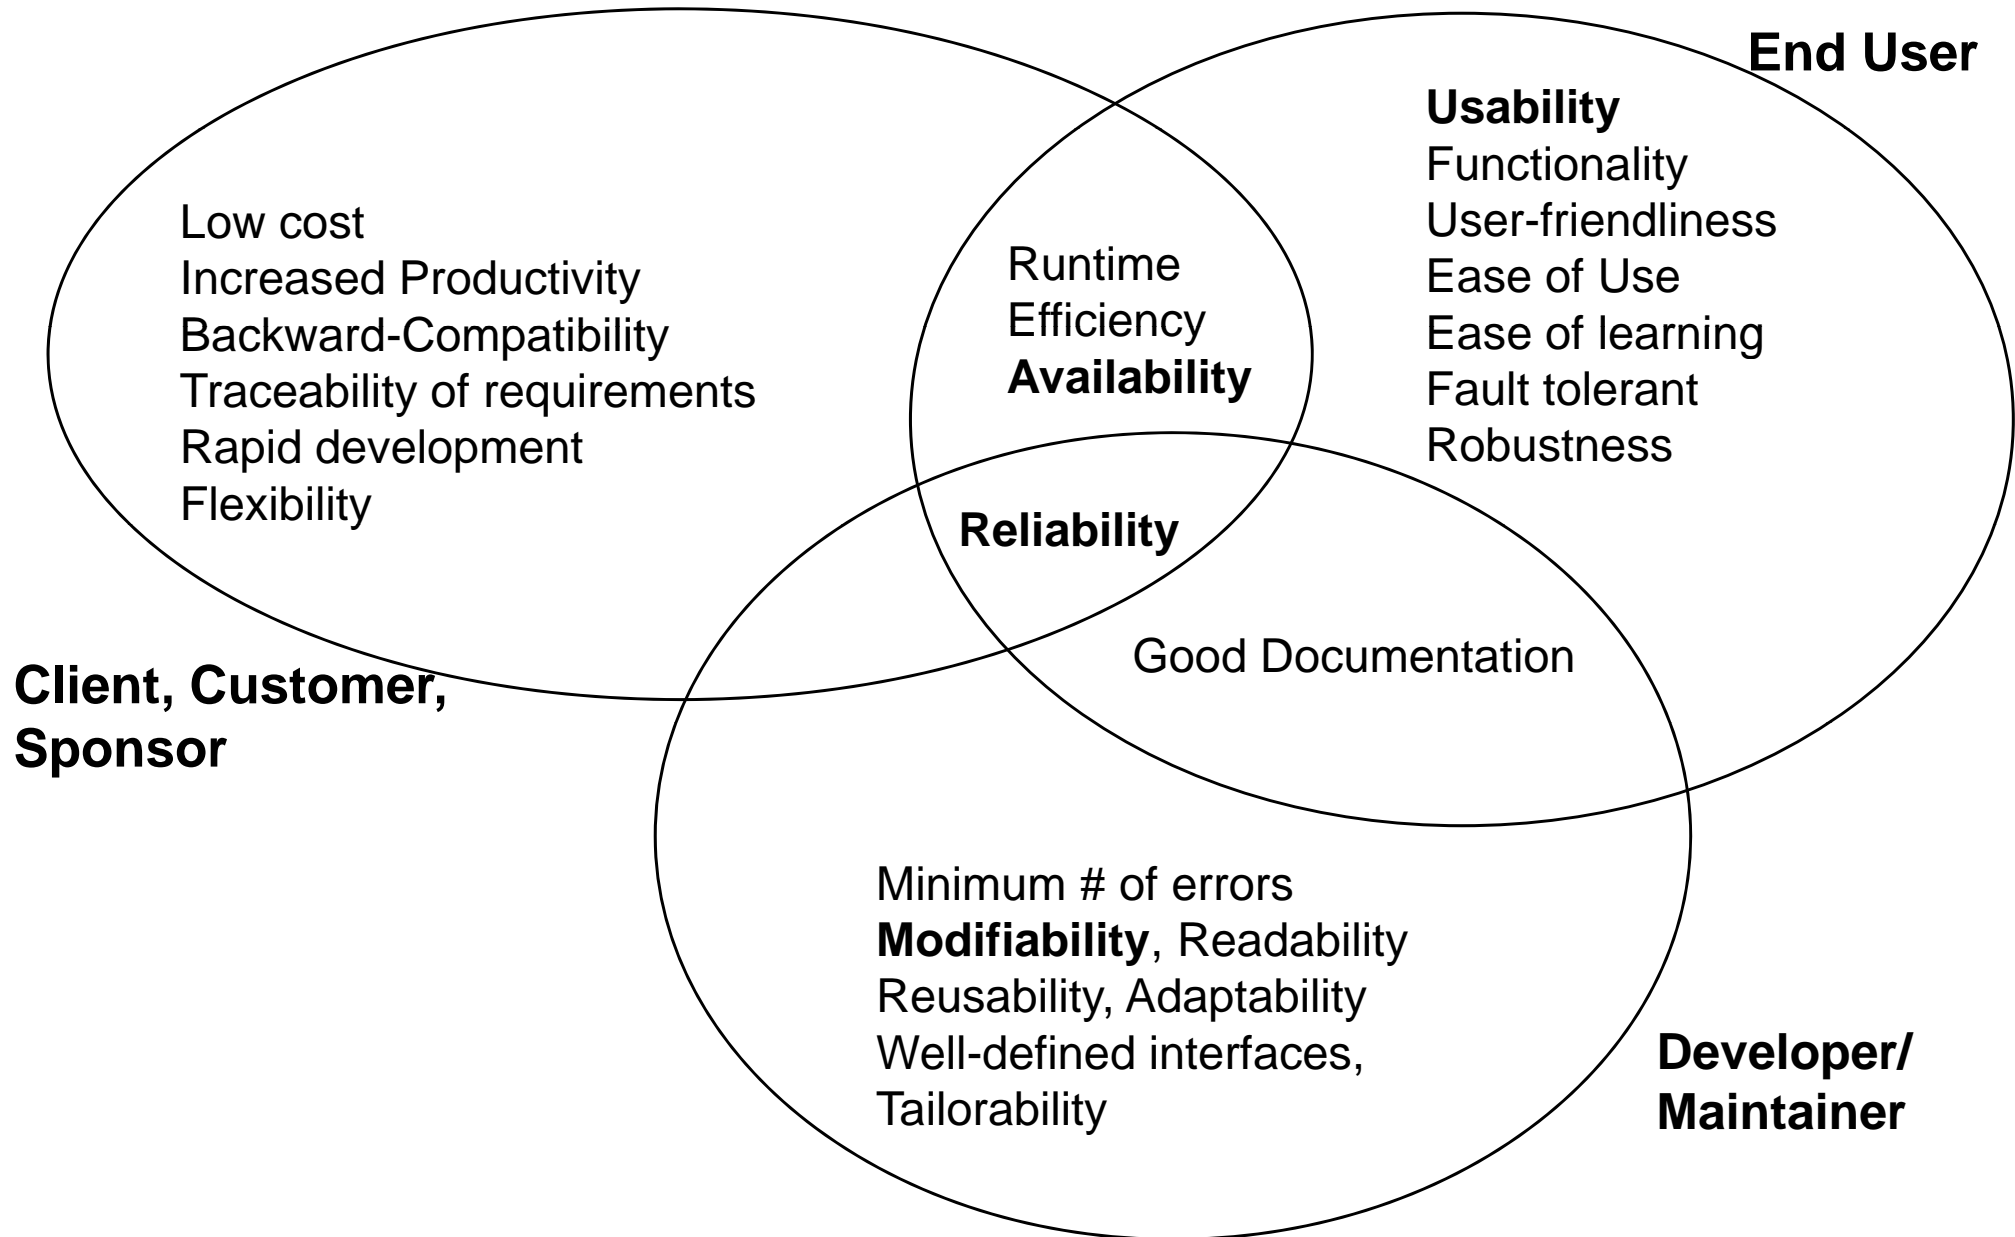 End User
Usability
Functionality
User-friendliness
Ease of Use
Ease of learning
Fault tolerant
Robustness
Low cost
Increased Productivity
Backward-Compatibility
Traceability of requirements
Rapid development
Flexibility
Runtime
Efficiency
Availability
Reliability
Good Documentation
Client, Customer,
Sponsor
Minimum # of errors
Modifiability, Readability
Reusability, Adaptability
Well-defined interfaces,
Tailorability
Developer/
Maintainer